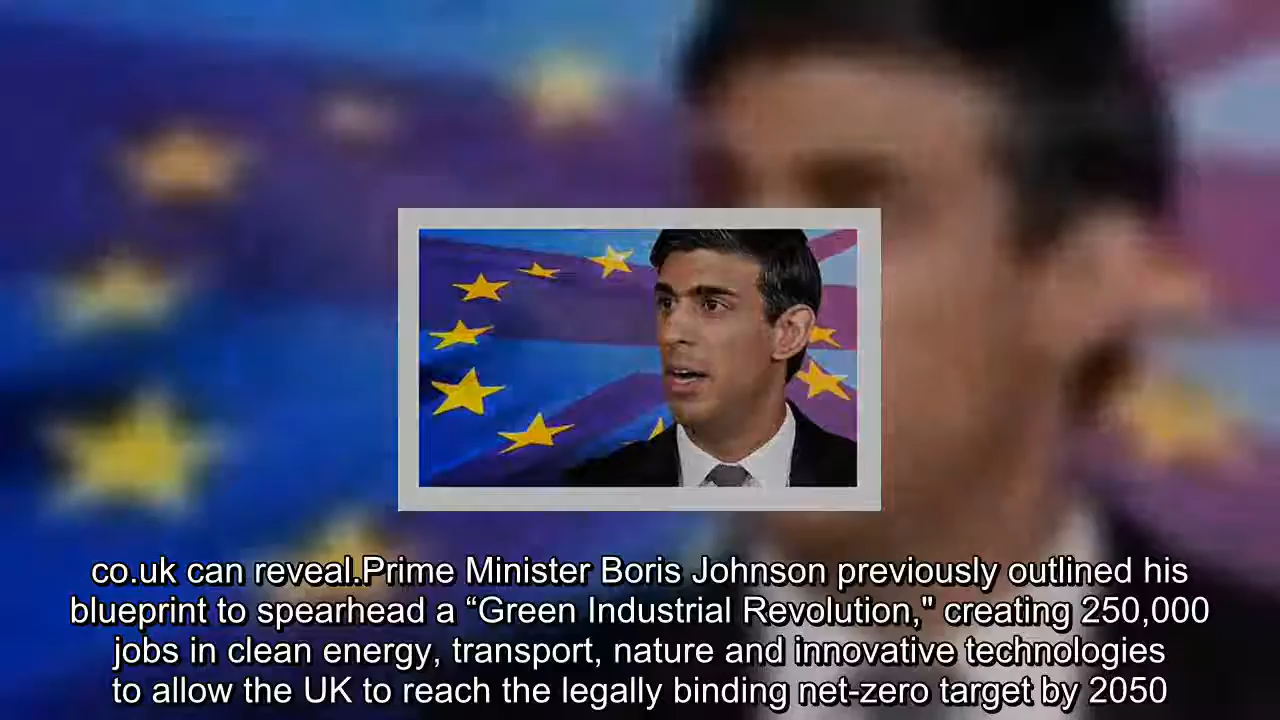 co.uk can reveal.Prime Minister Boris Johnson previously outlined his
blueprint to spearhead a “Green Industrial Revolution," creating 250,000
jobs in clean energy, transport, nature and innovative technologies
to allow the UK to reach the legally binding net-zero target by 2050